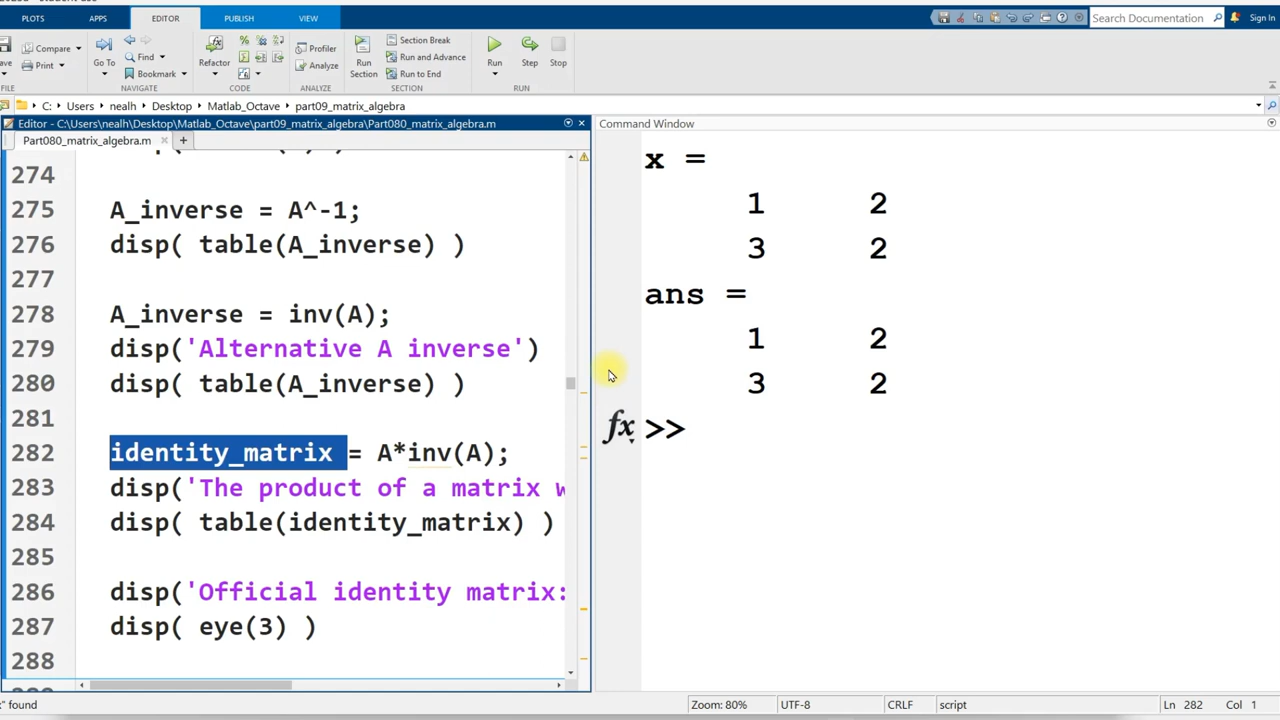 PLOTS APPS EDITOR PUBLISH VIEW
Search Documentation Sign In
Compare
Print
Go To
Find
Bookmark
NAVIGATE
Refactor
CODE
Profiler
Analyze
ANALYZE
Run Section
Section Break
Run and Advance
Run to End
SECTION
Run Step Stop
RUN
C: Users nealh Desktop Matlab_Octave part09_matrix_algebra
Editor - C:\Users\nealh\Desktop\Matlab_Octave\part09_matrix_algebra\Part080_matrix_algebra.m
Part080_matrix_algebra.m
274
275 A_inverse = A^-1;
276 disp( table(A_inverse) )
277
278 A_inverse = inv(A);
279 disp('Alternative A inverse')
280 disp( table(A_inverse) )
281
282 identity_matrix = A*inv(A);
283 disp('The product of a matrix w
284 disp( table(identity_matrix) )
285
286 disp('Official identity matrix:
287 disp( eye(3) )
288
Command Window
x =
1 2
3 2
ans =
1 2
3 2
fx >>
" found
Zoom: 80% UTF-8 CRLF script Ln 282 Col 1